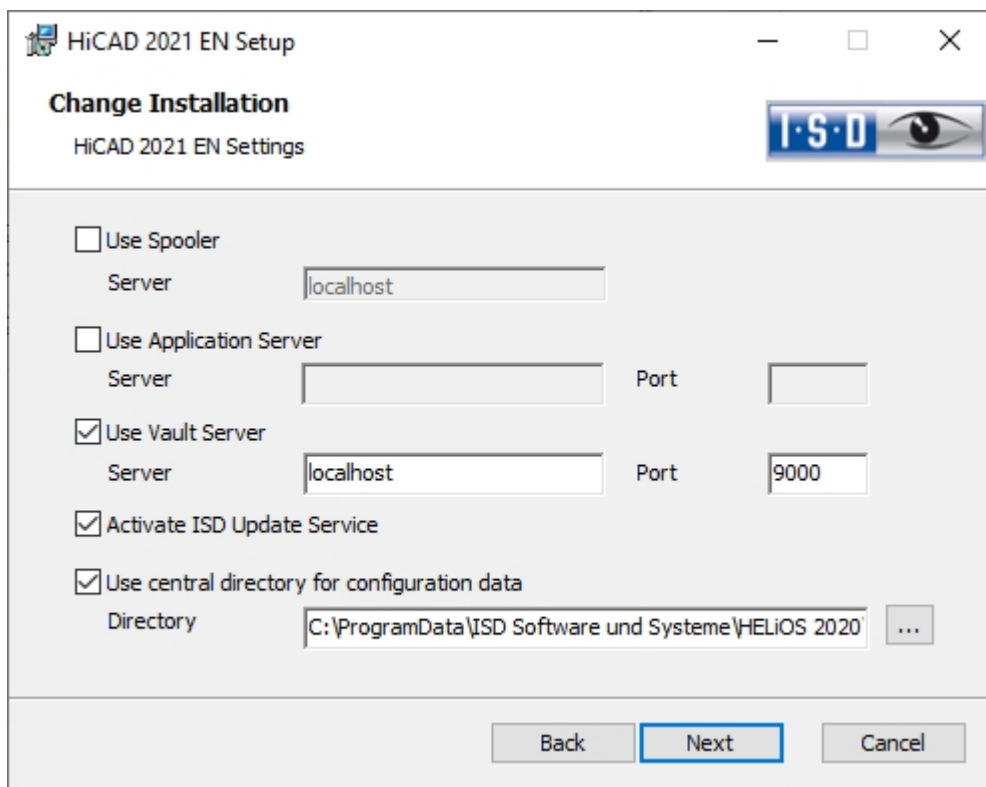 HiCAD 2021 EN Setup
Change Installation
HiCAD 2021 EN Settings
I·S·D
Use Spooler
Server localhost
Use Application Server
Server Port
Use Vault Server
Server localhost Port 9000
Activate ISD Update Service
Use central directory for configuration data
Directory C:\ProgramData\ISD Software und Systeme\HELiOS 2020\ ...
Back Next Cancel